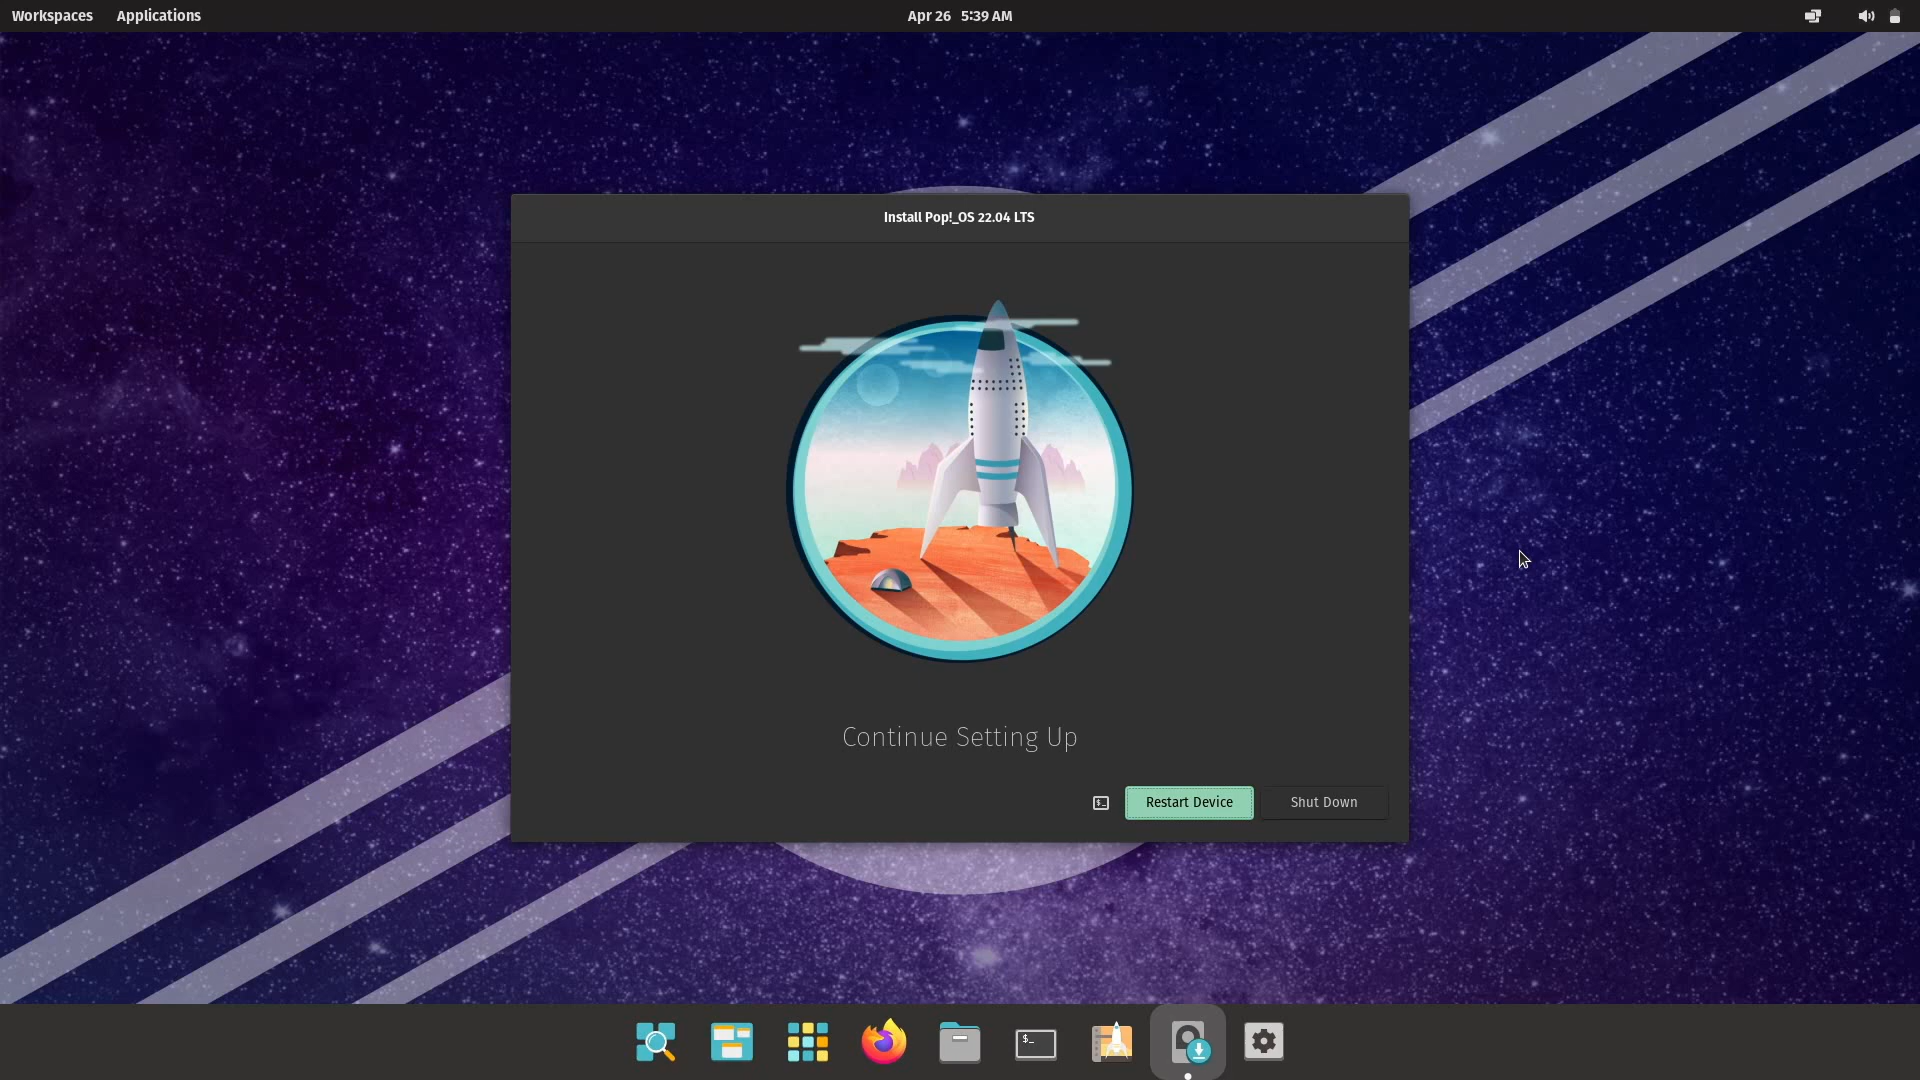 Workspaces Applications Apr 26 5:39 AM
Install Pop!_OS 22.04 LTS
Continue Setting Up
$_ Restart Device Shut Down
$_